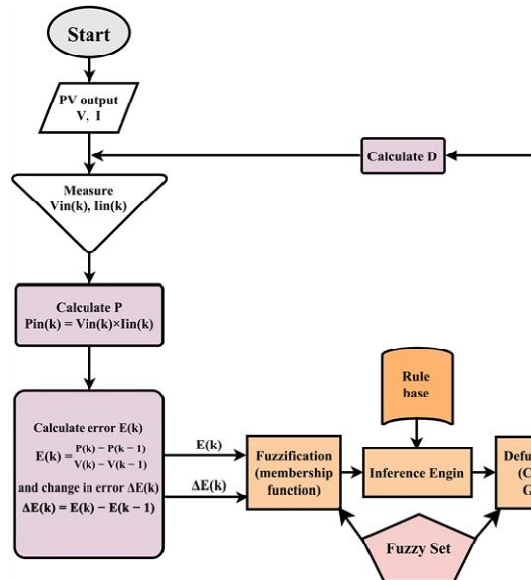 Start
PV output
V, I
Calculate D
Measure
Vin(k), Iin(k)
Calculate P
Pin(k) = Vin(k)×Iin(k)
Rule
base
Calculate error E(k)
E(k) = P(k) − P(k − 1) / V(k) − V(k − 1)
and change in error ΔE(k)
ΔE(k) = E(k) − E(k − 1)
E(k)
ΔE(k)
Fuzzification
(membership
function)
Inference Engin
Defu
(C
G
Fuzzy Set